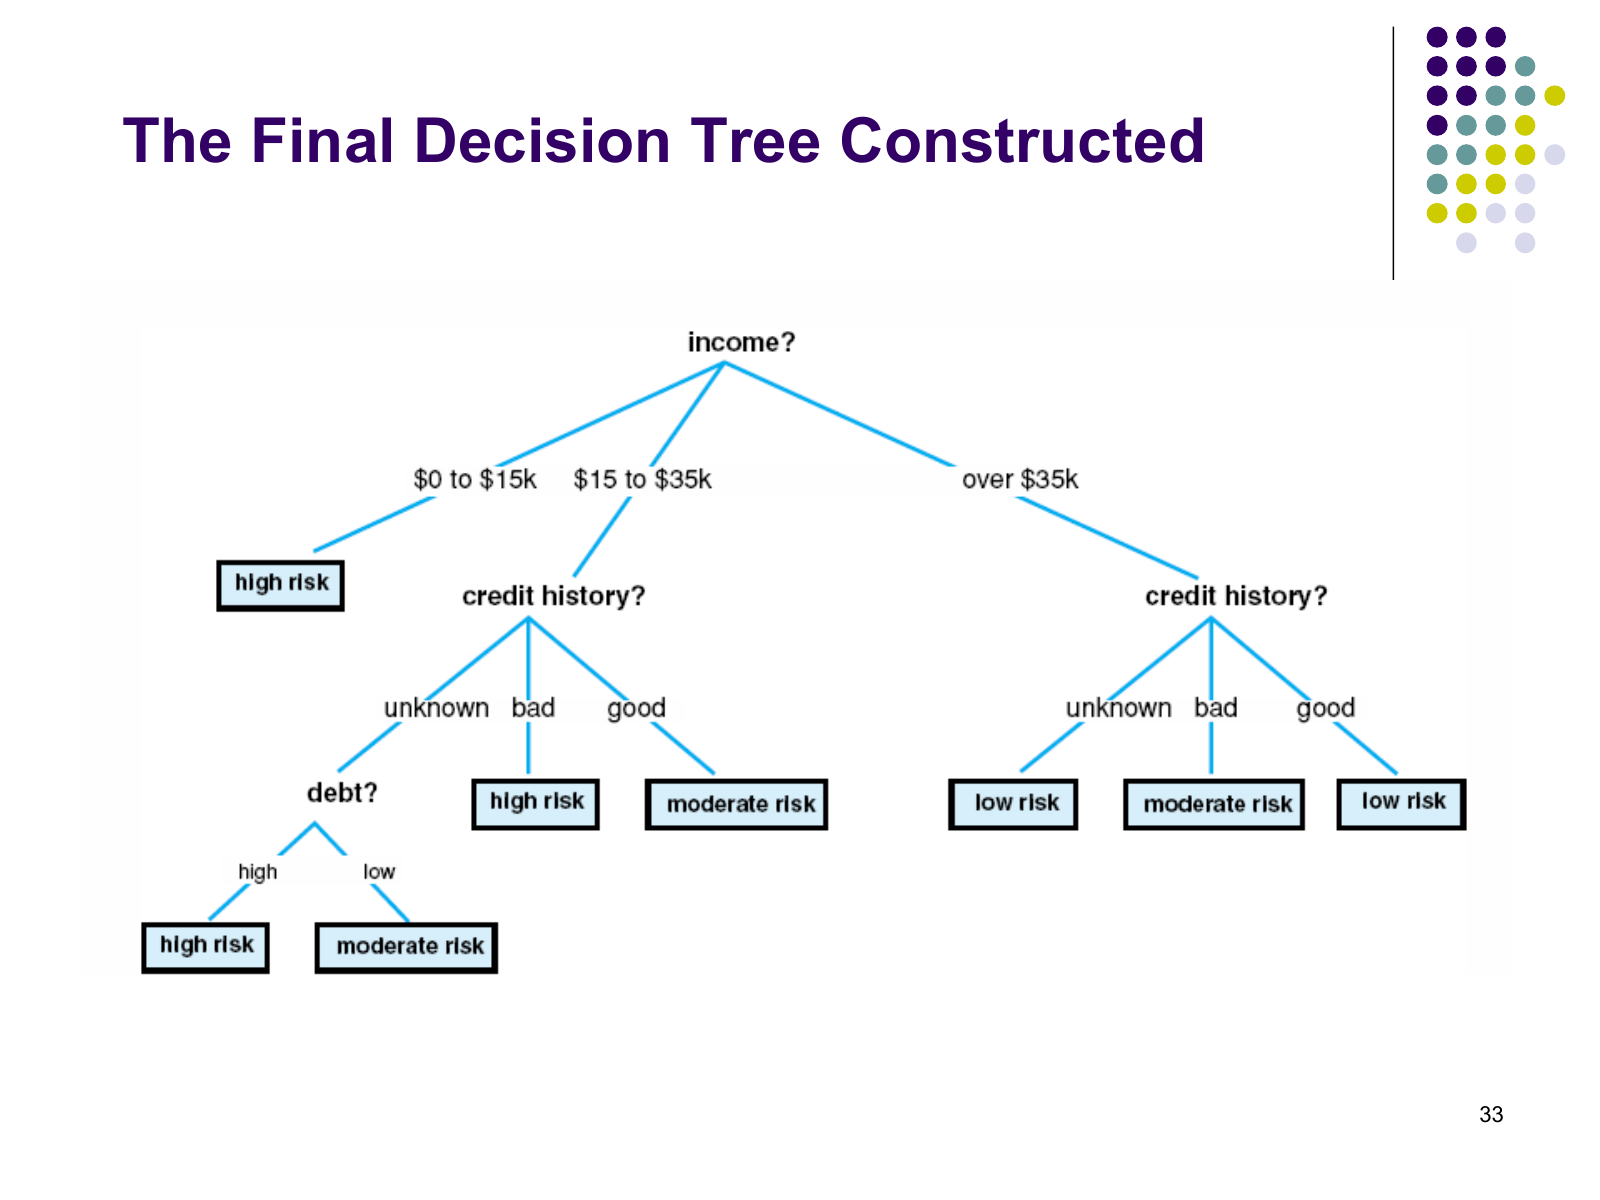 The Final Decision Tree Constructed
income?
$0 to $15k $15 to $35k over $35k
high risk
credit history? credit history?
unknown bad good unknown bad good
debt? high risk moderate risk low risk moderate risk low risk
high low
high risk moderate risk
33